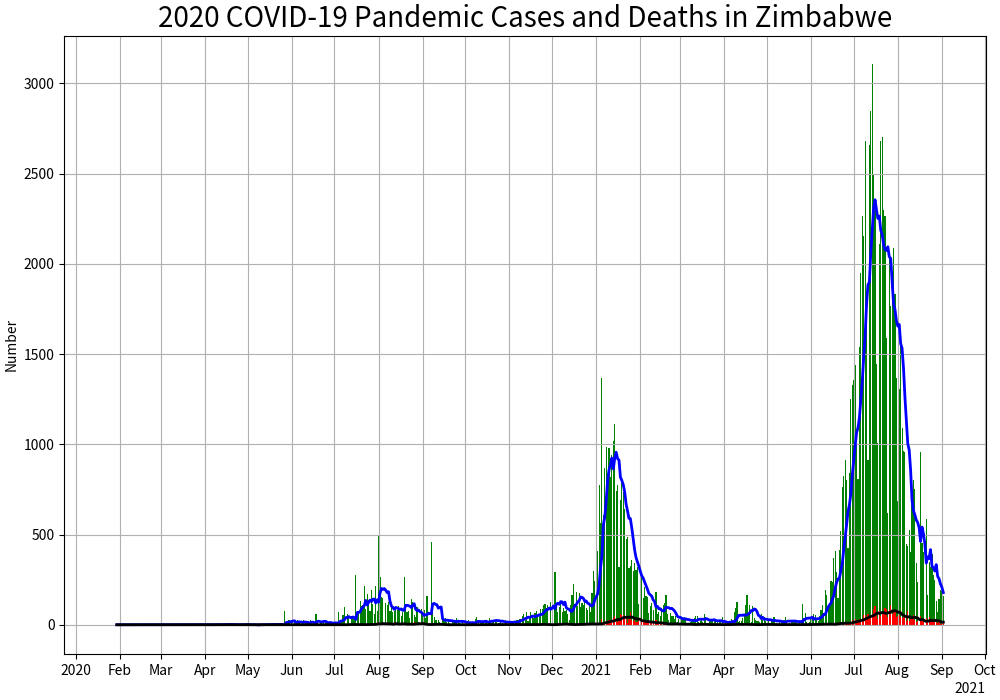 2020 COVID-19 Pandemic Cases and Deaths in Zimbabwe
3000
2500
2000
1500
1000
500
0
Number
2020 Feb Mar Apr May Jun Jul Aug Sep Oct Nov Dec 2021 Feb Mar Apr May Jun Jul Aug Sep Oct
2021